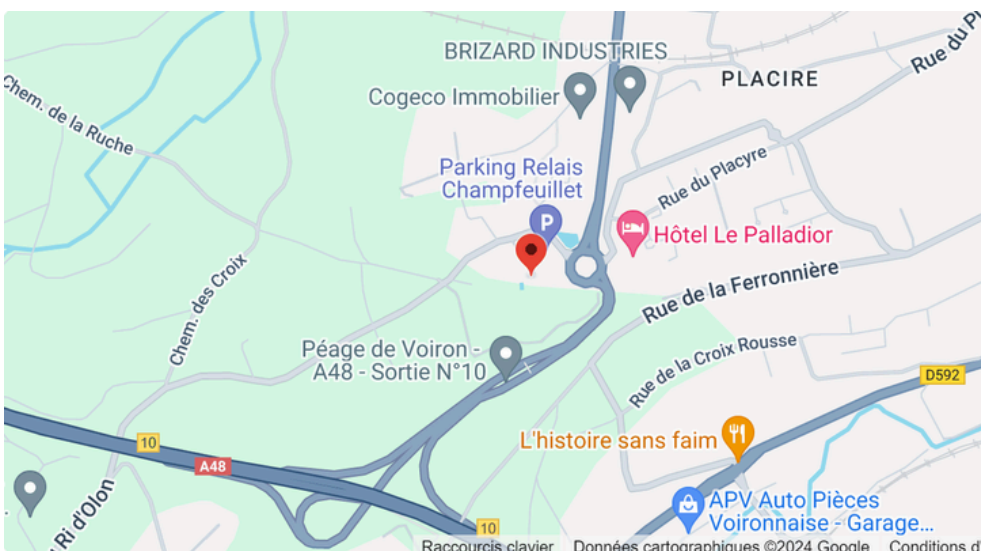 BRIZARD INDUSTRIES
Cogeco Immobilier
PLACIRE
Rue du P
Chem. de la Ruche
Parking Relais
Champfeuillet
P
Rue du Placyre
Hôtel Le Palladior
Rue de la Ferronnière
Chem. des Croix
Péage de Voiron -
A48 - Sortie N°10
Rue de la Croix Rousse
D592
10
A48
L'histoire sans faim
Ri d'Olon
APV Auto Pièces
Voironnaise - Garage...
10
Raccourcis clavier
Données cartographiques ©2024 Google
Conditions d